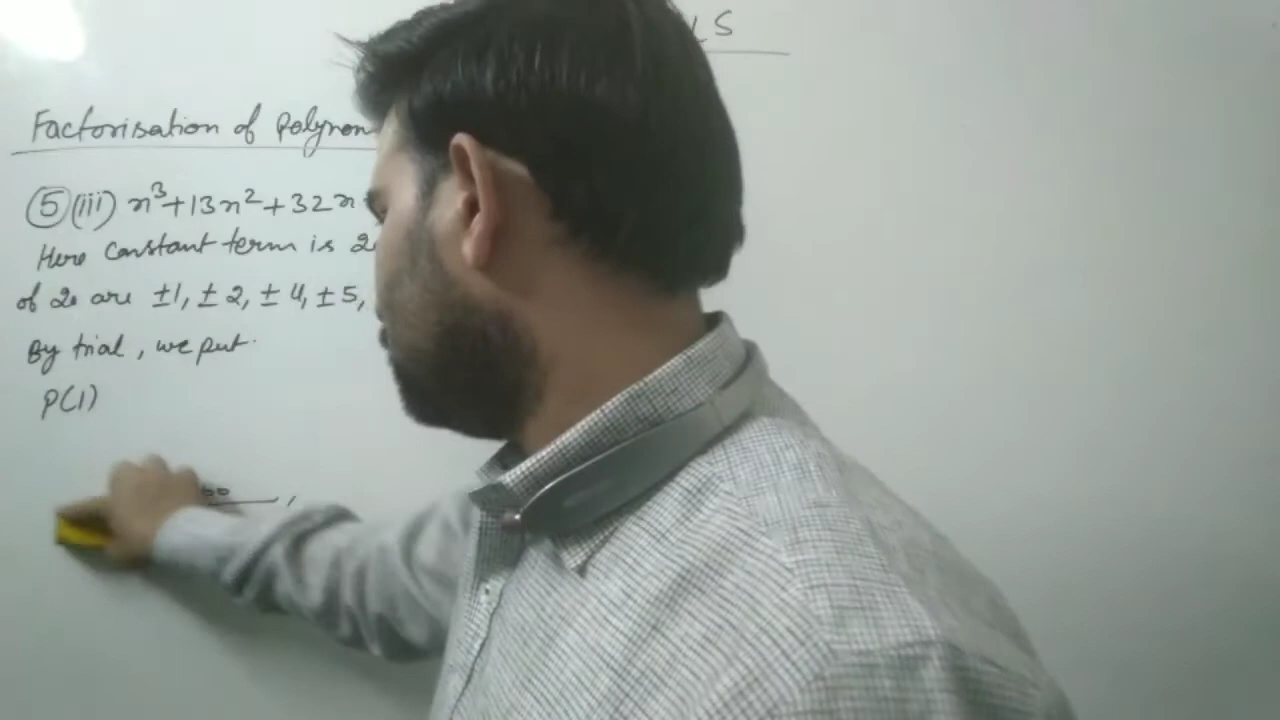 LS
Factorisation of Polynom
5 (iii) x³+13x²+32x
Here constant term is 2
of 20 are ±1, ±2, ±4, ±5,
By trial, we put
P(1)